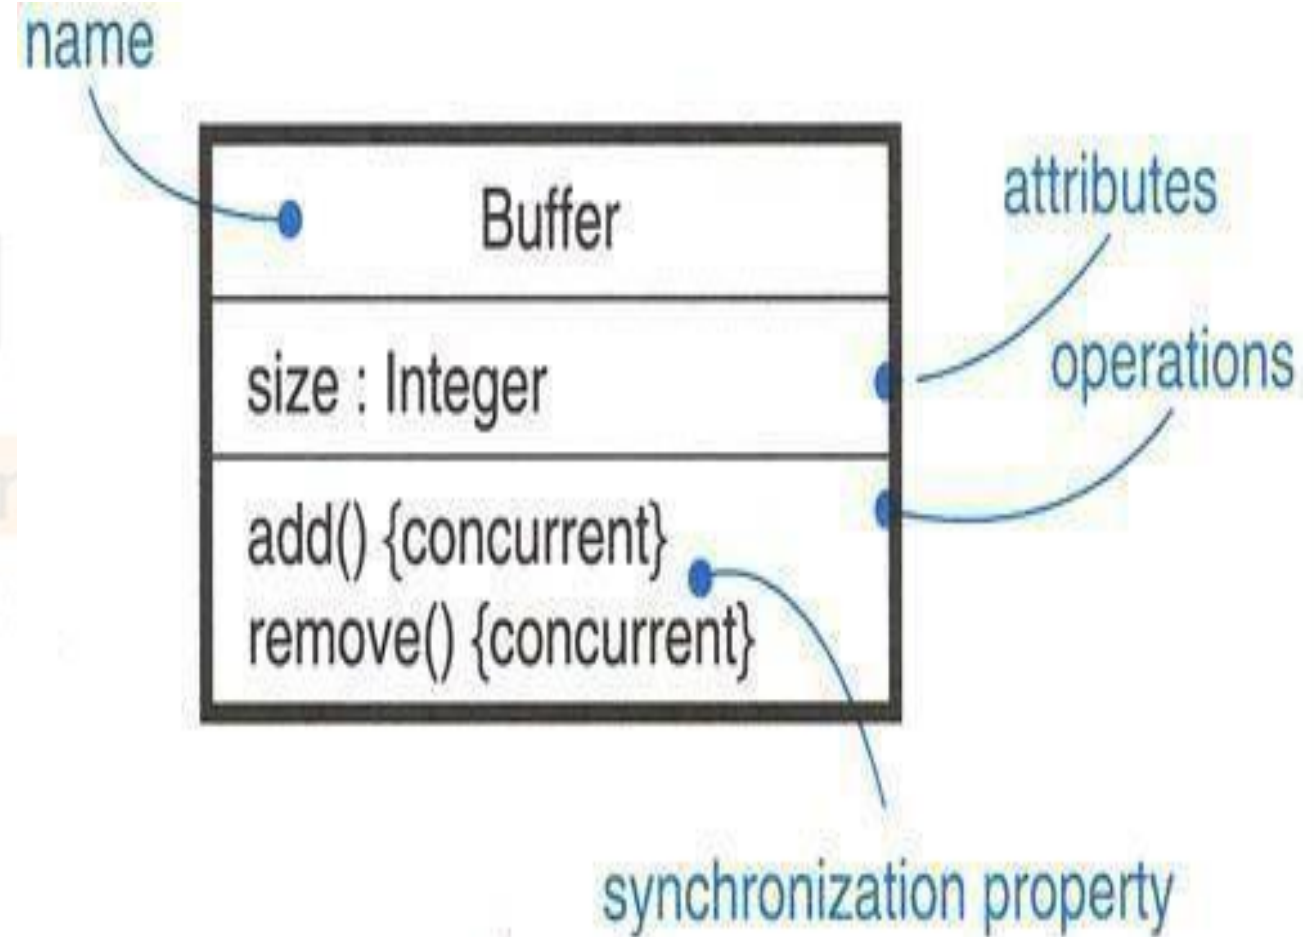 name
Buffer
attributes
size : Integer
operations
add() {concurrent}
remove() {concurrent}
synchronization property